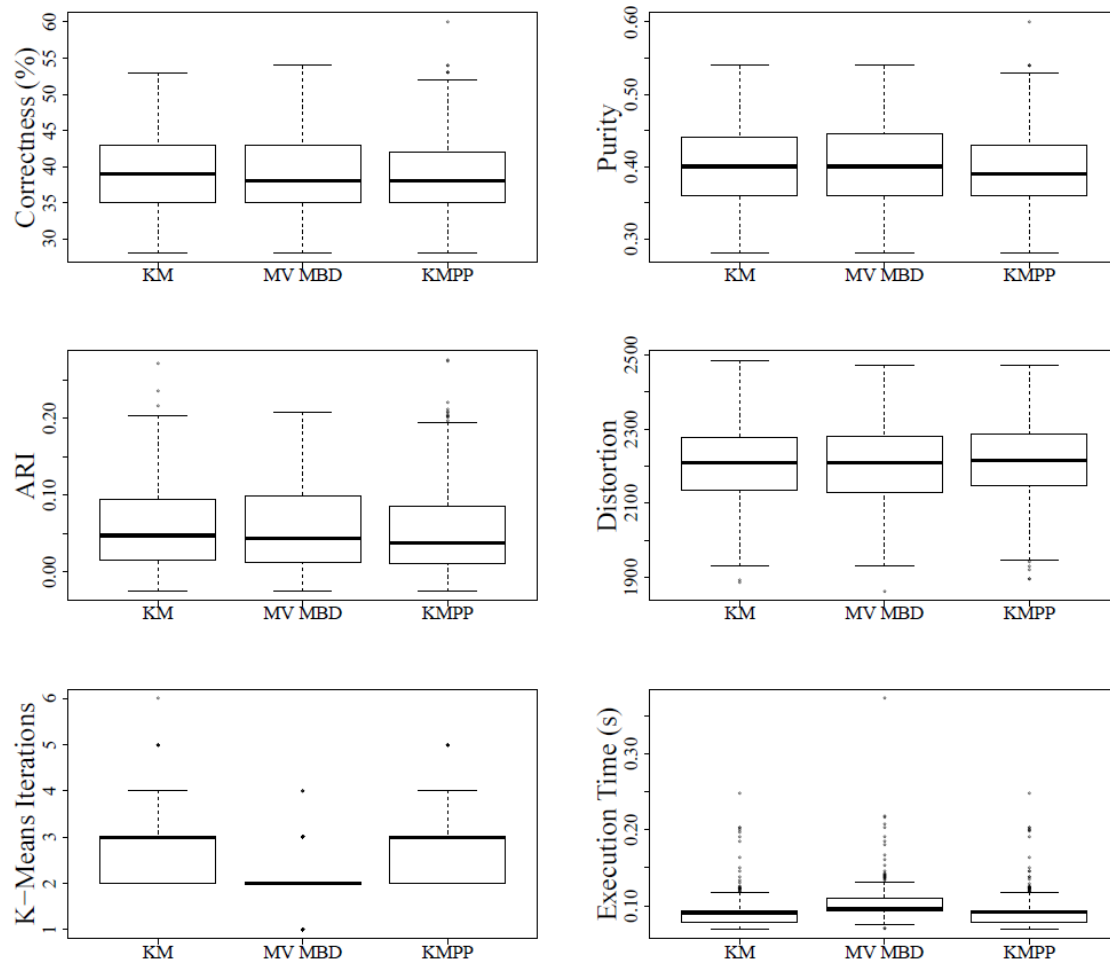 Correctness (%)
60
55
50
45
40
35
30
KM MV MBD KMPP
Purity
0.60
0.50
0.40
0.30
KM MV MBD KMPP
ARI
0.20
0.10
0.00
KM MV MBD KMPP
Distortion
2500
2300
2100
1900
KM MV MBD KMPP
K−Means Iterations
6
5
4
3
2
1
KM MV MBD KMPP
Execution Time (s)
0.30
0.20
0.10
KM MV MBD KMPP